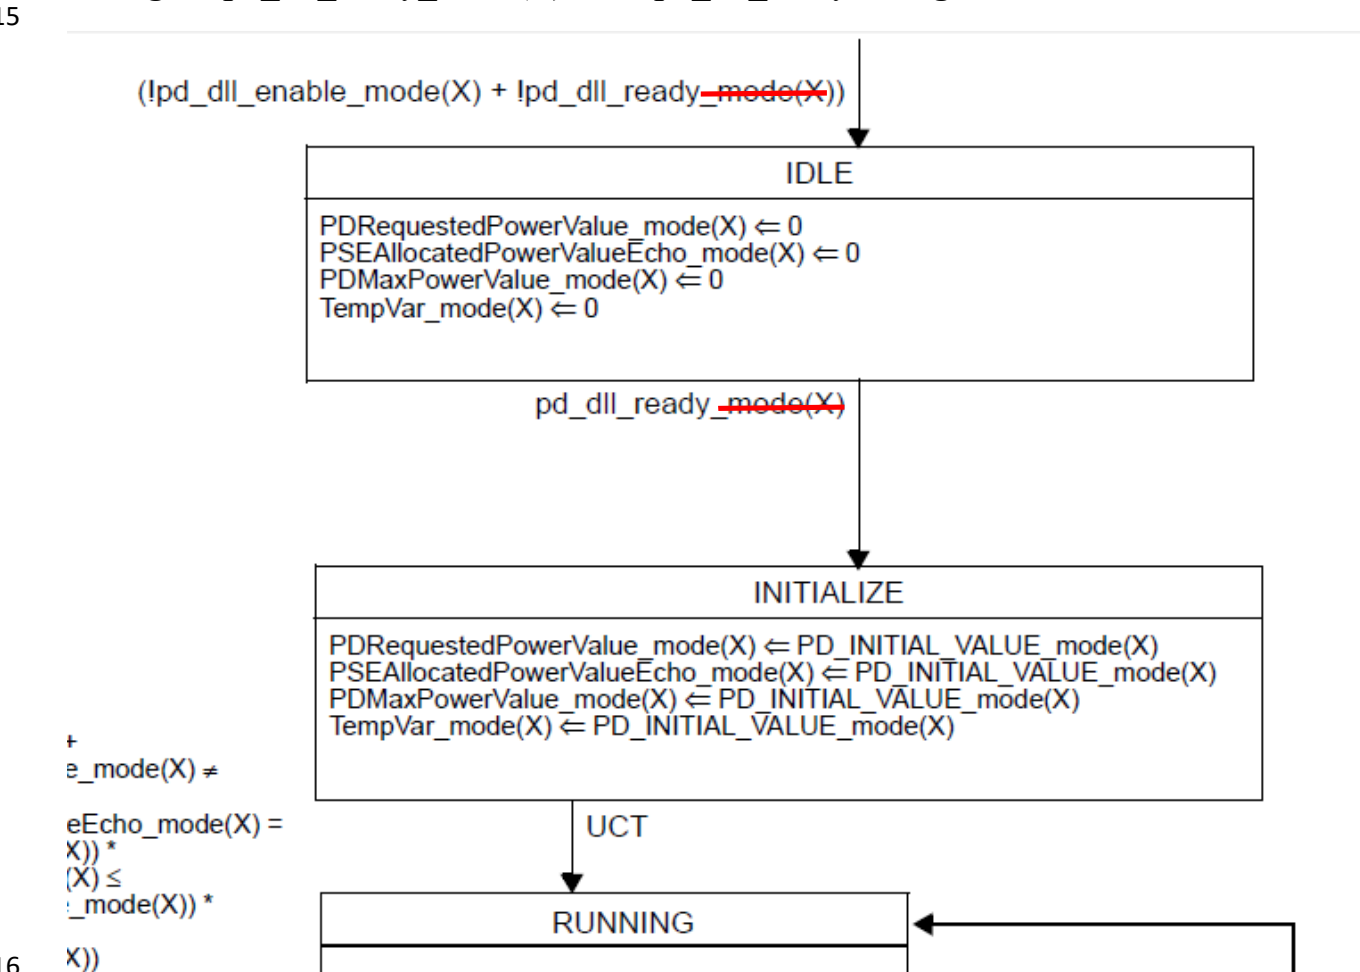 15
(!pd_dll_enable_mode(X) + !pd_dll_ready_mode(X))
IDLE
PDRequestedPowerValue_mode(X) ⇐ 0
PSEAllocatedPowerValueEcho_mode(X) ⇐ 0
PDMaxPowerValue_mode(X) ⇐ 0
TempVar_mode(X) ⇐ 0
pd_dll_ready_mode(X)
INITIALIZE
PDRequestedPowerValue_mode(X) ⇐ PD_INITIAL_VALUE_mode(X)
PSEAllocatedPowerValueEcho_mode(X) ⇐ PD_INITIAL_VALUE_mode(X)
PDMaxPowerValue_mode(X) ⇐ PD_INITIAL_VALUE_mode(X)
TempVar_mode(X) ⇐ PD_INITIAL_VALUE_mode(X)
+
e_mode(X) ≠
eEcho_mode(X) =
X)) *
(X) ≤
_mode(X)) *
X))
UCT
RUNNING
16